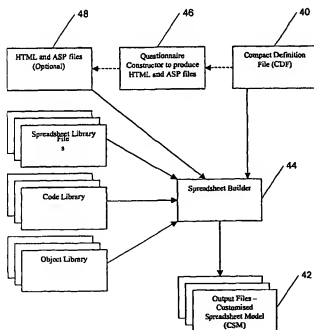 48
46
40
HTML and ASP files
(Optional)
Questionnaire
Constructor to produce
HTML and ASP files
Compact Definition
File (CDF)
Spreadsheet Library
File
s
44
Code Library
Spreadsheet Builder
Object Library
42
Output Files –
Customised
Spreadsheet Model
(CSM)